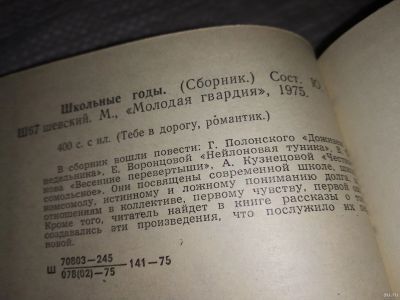 Школьные годы. (Сборник.) Сост. Ю.
Ш67 шевский. М., «Молодая гвардия», 1975.
400 с. с ил. (Тебе в дорогу, романтик.)
В сборник вошли повести: Г. Полонского «Доживем
недельника», Е. Воронцовой «Нейлоновая туника», В.
кова «Весенние перевертыши», А. Кузнецовой «Честное
сомольское». Они посвящены современной школе,
комсомолу, истинному и ложному пониманию долга,
отношениям в коллективе, первому чувству, первой
Кроме того, читатель найдет в книге рассказы о том
создавались эти произведения, что послужило их
новой.
Ш 70803—245
078(02)—75 141—75